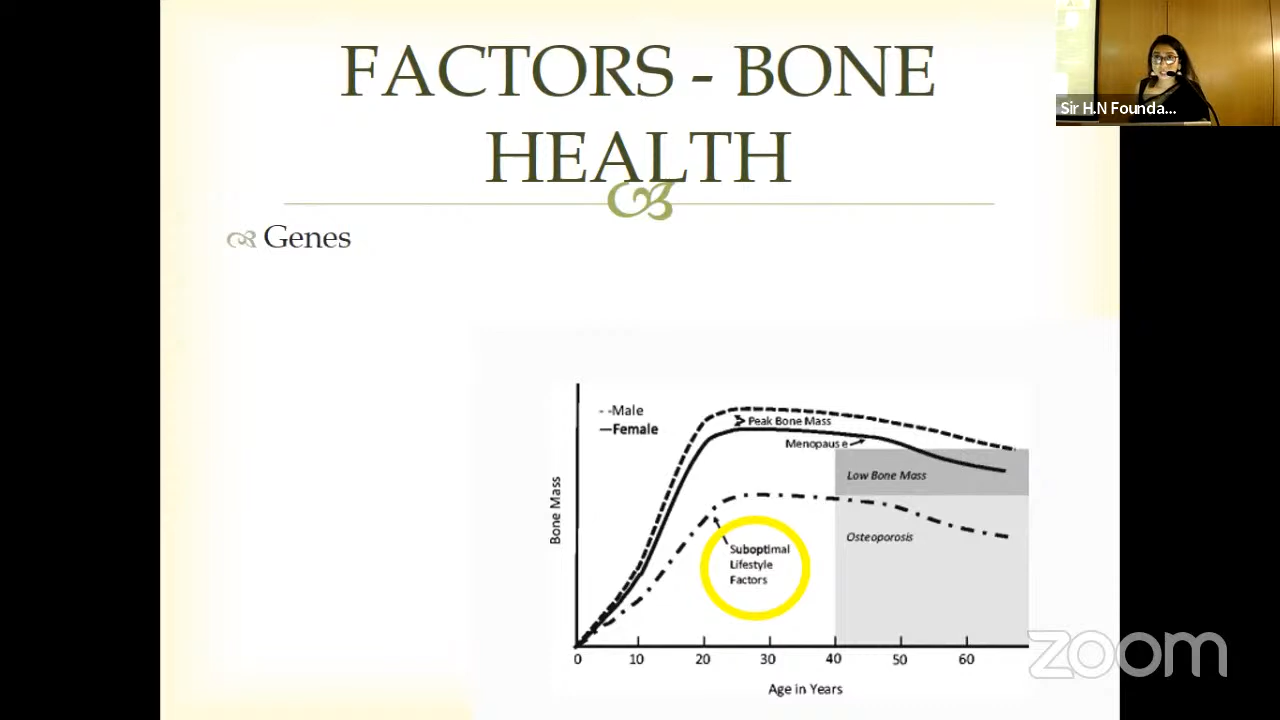 FACTORS - BONE
HEALTH
Sir H.N Founda...
Genes
- -Male
—Female
Peak Bone Mass
Menopause
Low Bone Mass
Bone Mass
Osteoporosis
Suboptimal
Lifestyle
Factors
0 10 20 30 40 50 60
Age in Years
zoom